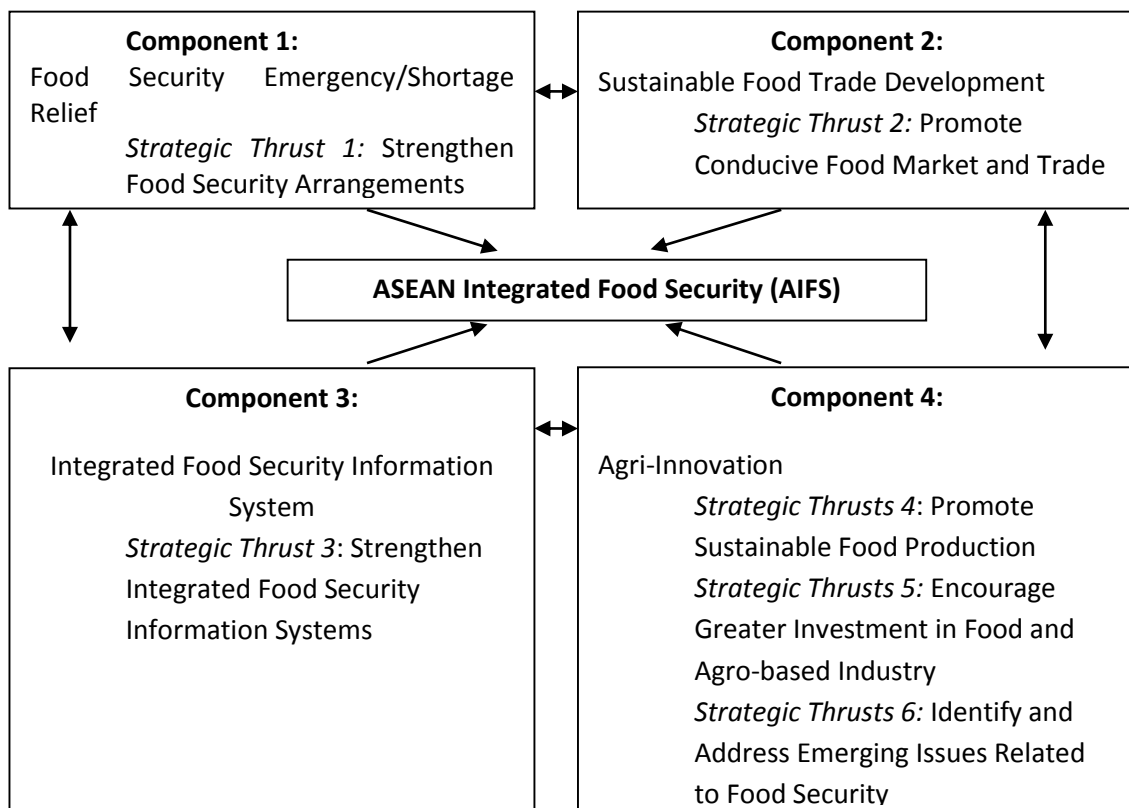 Component 1:
Food Security Emergency/Shortage
Relief
Strategic Thrust 1: Strengthen
Food Security Arrangements
Component 2:
Sustainable Food Trade Development
Strategic Thrust 2: Promote
Conducive Food Market and Trade
ASEAN Integrated Food Security (AIFS)
Component 3:
Integrated Food Security Information
System
Strategic Thrust 3: Strengthen
Integrated Food Security
Information Systems
Component 4:
Agri-Innovation
Strategic Thrusts 4: Promote
Sustainable Food Production
Strategic Thrusts 5: Encourage
Greater Investment in Food and
Agro-based Industry
Strategic Thrusts 6: Identify and
Address Emerging Issues Related
to Food Security